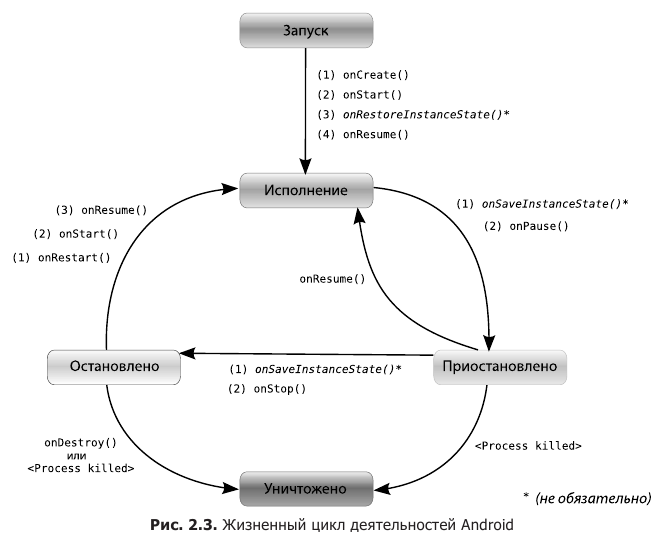 Запуск
(1) onCreate()
(2) onStart()
(3) onRestoreInstanceState()*
(4) onResume()
Исполнение
(3) onResume()
(2) onStart()
(1) onRestart()
(1) onSaveInstanceState()*
(2) onPause()
onResume()
Остановлено
(1) onSaveInstanceState()*
(2) onStop()
Приостановлено
onDestroy()
или
<Process killed>
<Process killed>
Уничтожено
* (не обязательно)
Рис. 2.3. Жизненный цикл деятельностей Android